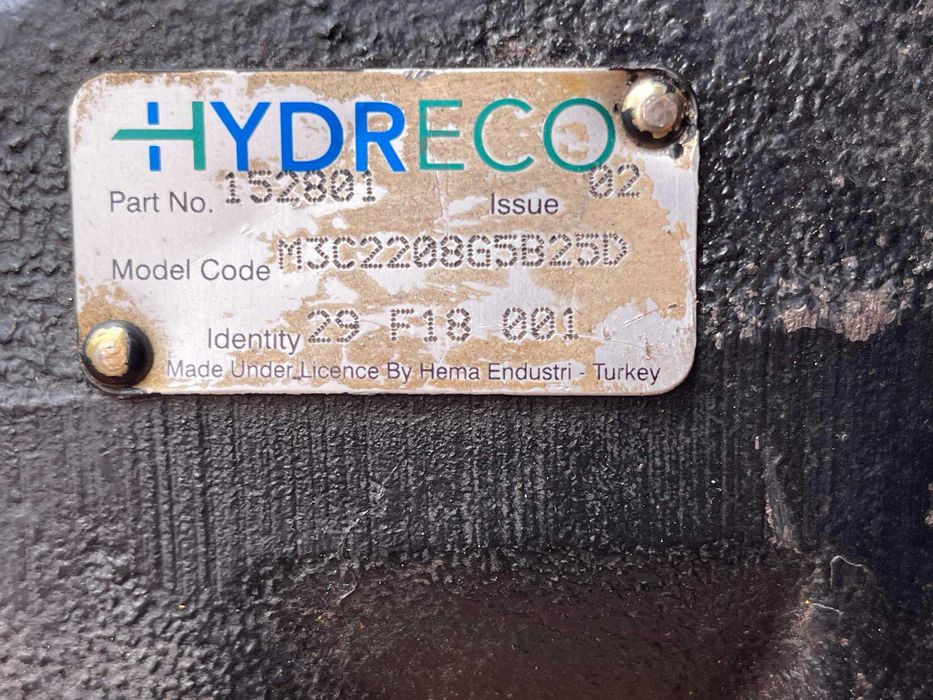 HYDRECO
Part No. 152801 Issue 02
Model Code M3C2208G5B25D
Identity 29 F18 001
Made Under Licence By Hema Endustri - Turkey